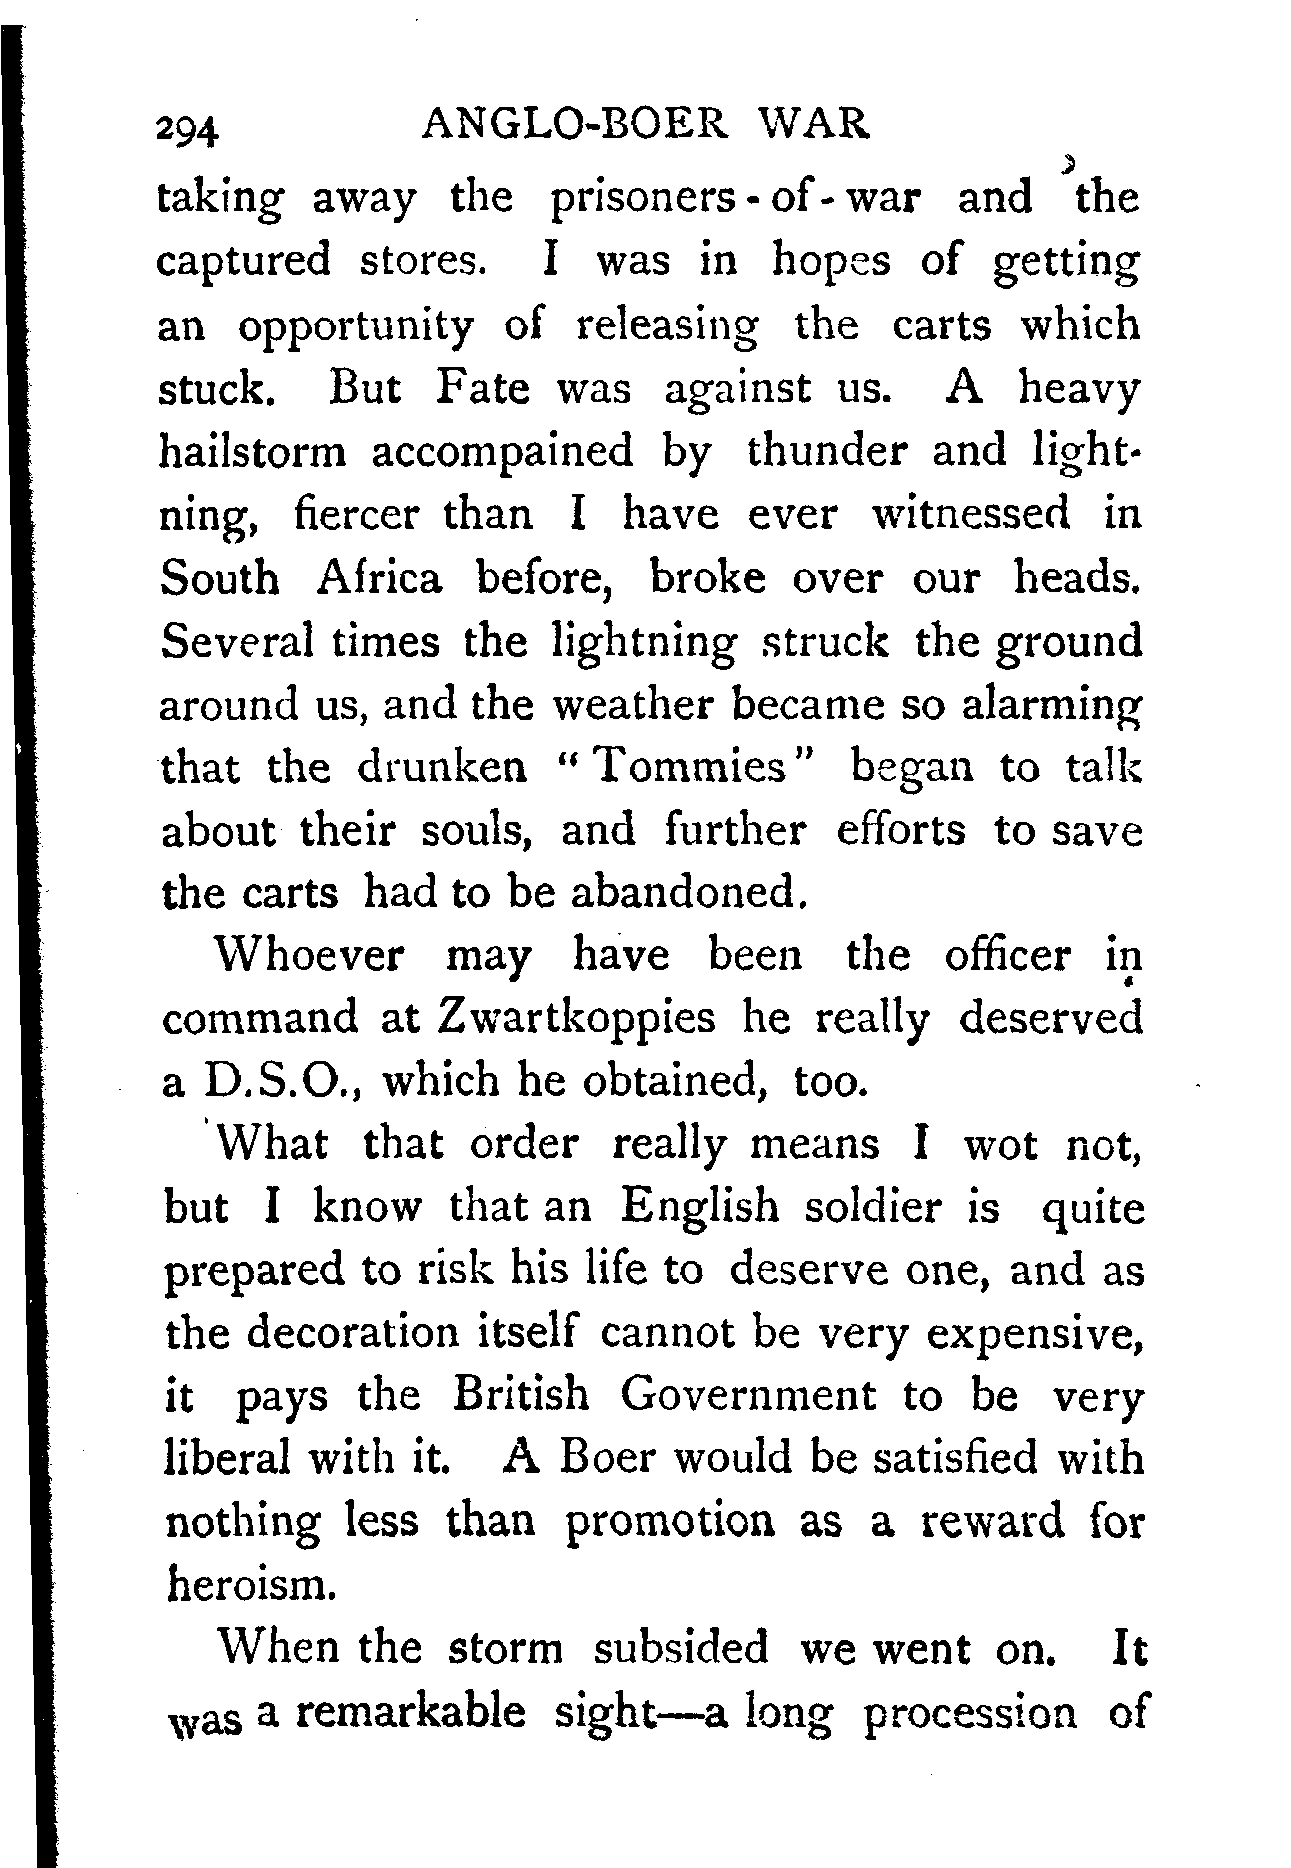 294 ANGLO-BOER WAR
taking away the prisoners-of-war and the
captured stores. I was in hopes of getting
an opportunity of releasing the carts which
stuck. But Fate was against us. A heavy
hailstorm accompained by thunder and light-
ning, fiercer than I have ever witnessed in
South Africa before, broke over our heads.
Several times the lightning struck the ground
around us, and the weather became so alarming
that the drunken "Tommies" began to talk
about their souls, and further efforts to save
the carts had to be abandoned.
Whoever may have been the officer in
command at Zwartkoppies he really deserved
a D.S.O., which he obtained, too.
What that order really means I wot not,
but I know that an English soldier is quite
prepared to risk his life to deserve one, and as
the decoration itself cannot be very expensive,
it pays the British Government to be very
liberal with it. A Boer would be satisfied with
nothing less than promotion as a reward for
heroism.
When the storm subsided we went on. It
was a remarkable sight—a long procession of